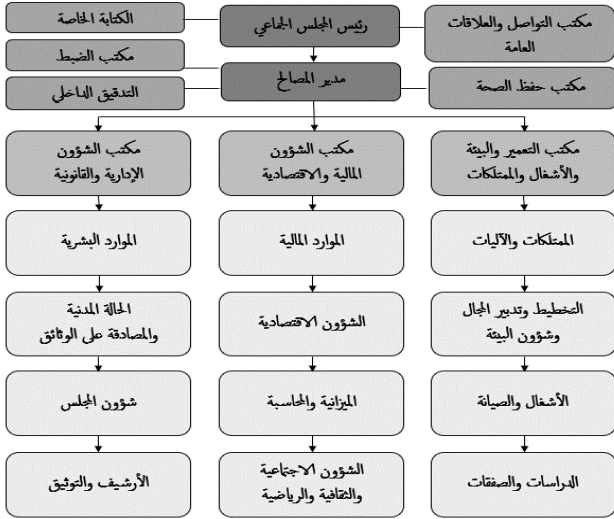 رئيس المجلس الجماعي
مكتب التواصل والعلاقات
العامة
الكتابة الخاصة
مكتب الضبط
مدير المصالح
مكتب حفظ الصحة
التدقيق الداخلي
مكتب التعمير والبيئة
والأشغال والممتلكات
مكتب الشؤون
المالية والاقتصادية
مكتب الشؤون
الإدارية والقانونية
الممتلكات والآليات
الموارد المالية
الموارد البشرية
التخطيط وتدبير المجال
وشؤون البيئة
الشؤون الاقتصادية
الحالة المدنية
والمصادقة على الوثائق
الأشغال والصيانة
الميزانية والمحاسبة
شؤون المجلس
الدراسات والصفقات
الشؤون الاجتماعية
والثقافية والرياضية
الأرشيف والتوثيق